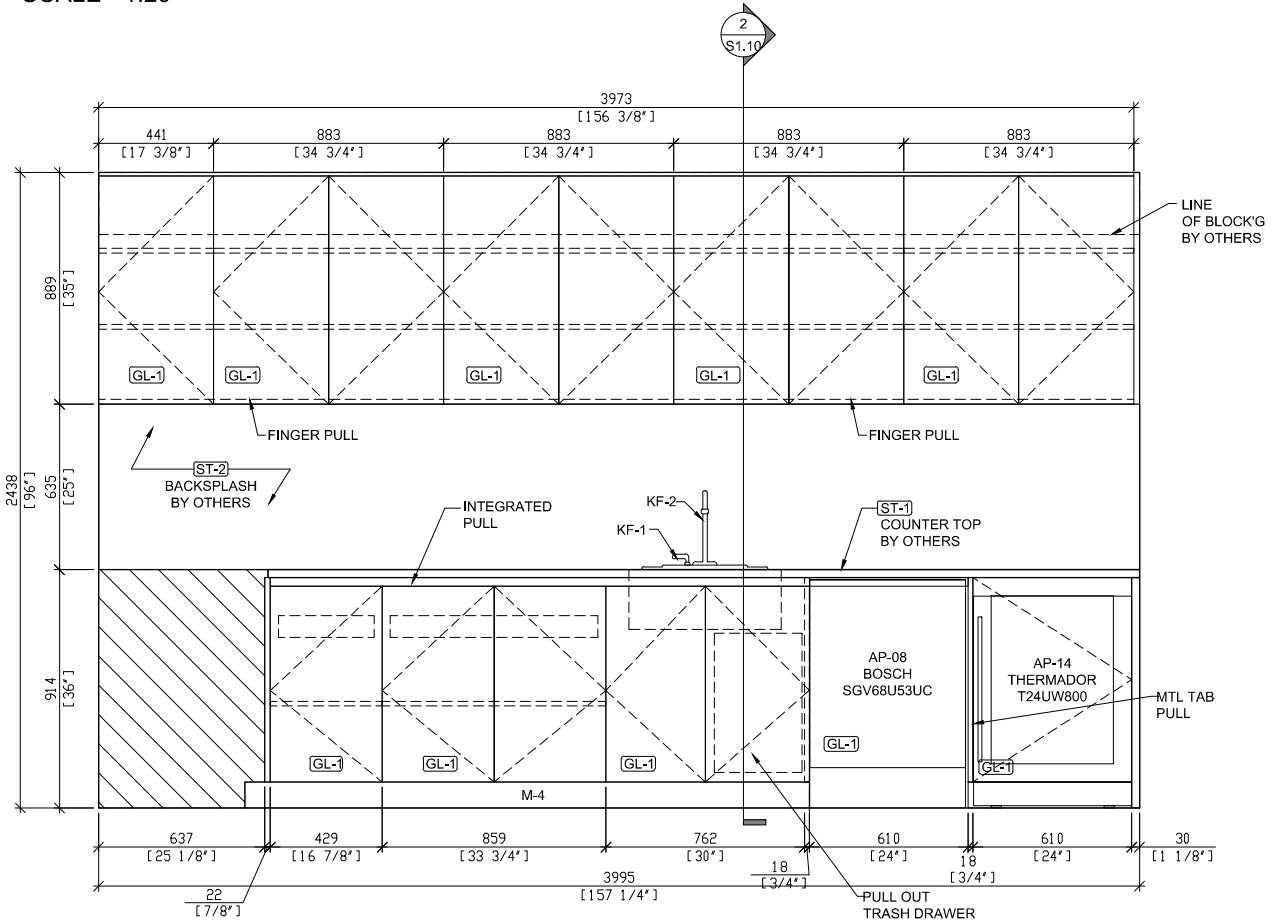 2
S1.10
3973
[156 3/8"]
441
[17 3/8"]
883
[34 3/4"]
883
[34 3/4"]
883
[34 3/4"]
883
[34 3/4"]
LINE
OF BLOCK'G
BY OTHERS
889
[35"]
GL-1
GL-1
GL-1
GL-1
GL-1
FINGER PULL
FINGER PULL
2438
[96"]
635
[25"]
ST-2
BACKSPLASH
BY OTHERS
INTEGRATED
PULL
KF-2
KF-1
ST-1
COUNTER TOP
BY OTHERS
914
[36"]
AP-08
BOSCH
SGV68U53UC
AP-14
THERMADOR
T24UW800
MTL TAB
PULL
GL-1
GL-1
GL-1
GL-1
GL-1
M-4
637
[25 1/8"]
429
[16 7/8"]
859
[33 3/4"]
762
[30"]
610
[24"]
610
[24"]
30
[1 1/8"]
18
[3/4"]
18
[3/4"]
3995
[157 1/4"]
22
[7/8"]
PULL OUT
TRASH DRAWER